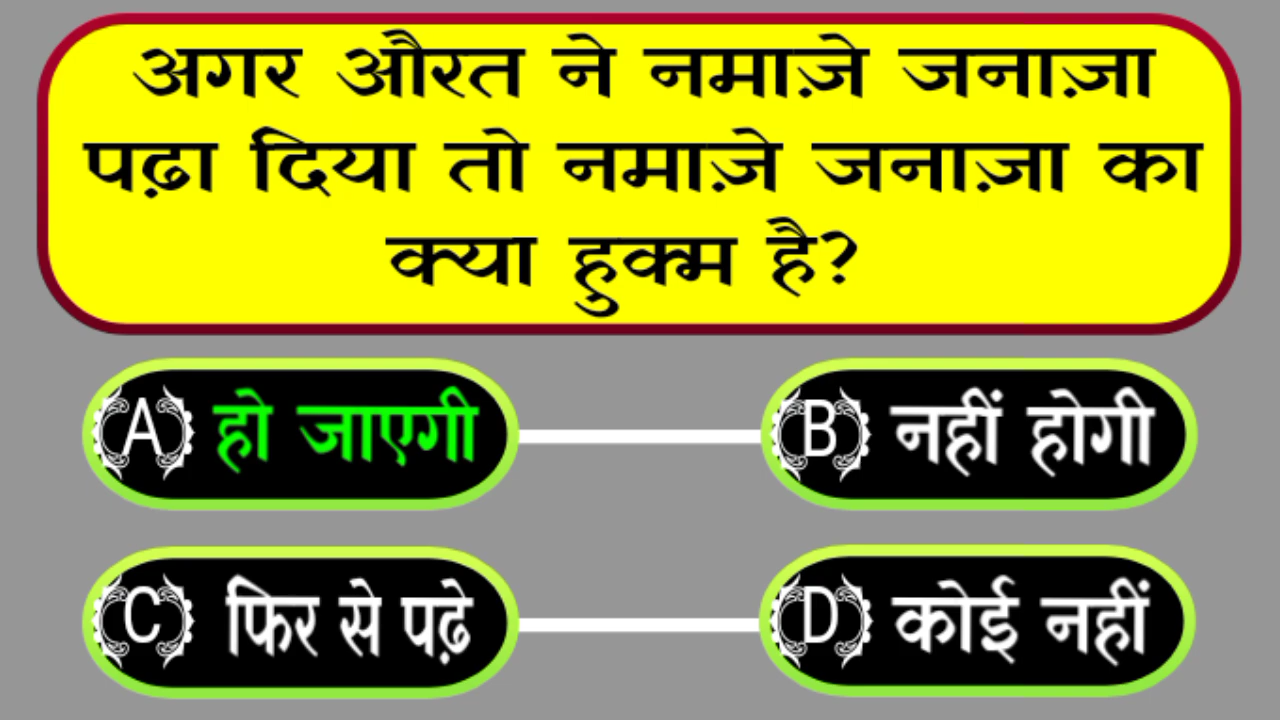 अगर औरत ने नमाज़े जनाज़ा
पढ़ा दिया तो नमाज़े जनाज़ा का
क्या हुक्म है?
A हो जाएगी
B नहीं होगी
C फिर से पढ़े
D कोई नहीं